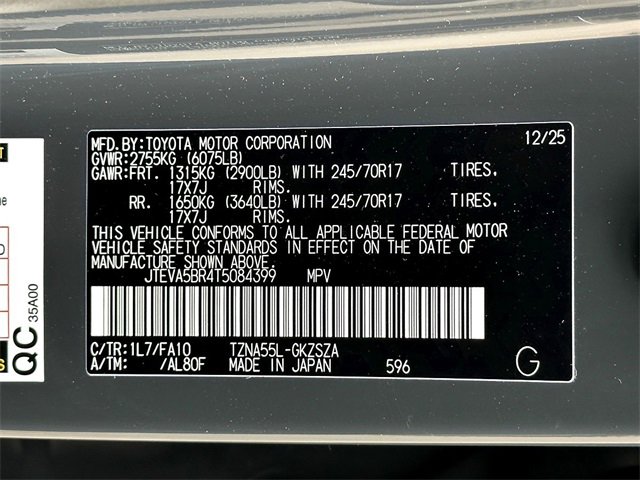 MFD.BY:TOYOTA MOTOR CORPORATION 12/25
GVWR:2755KG (6075LB)
GAWR:FRT. 1315KG (2900LB) WITH 245/70R17 TIRES.
17X7J RIMS.
RR. 1650KG (3640LB) WITH 245/70R17 TIRES.
17X7J RIMS.
THIS VEHICLE CONFORMS TO ALL APPLICABLE FEDERAL MOTOR
VEHICLE SAFETY STANDARDS IN EFFECT ON THE DATE OF
MANUFACTURE SHOWN ABOVE.
JTEVA5BR4T5084399 MPV
C/TR:1L7/FA10 TZNA55L-GKZSZA
A/TM: /AL80F MADE IN JAPAN 596 G
QC 35A00